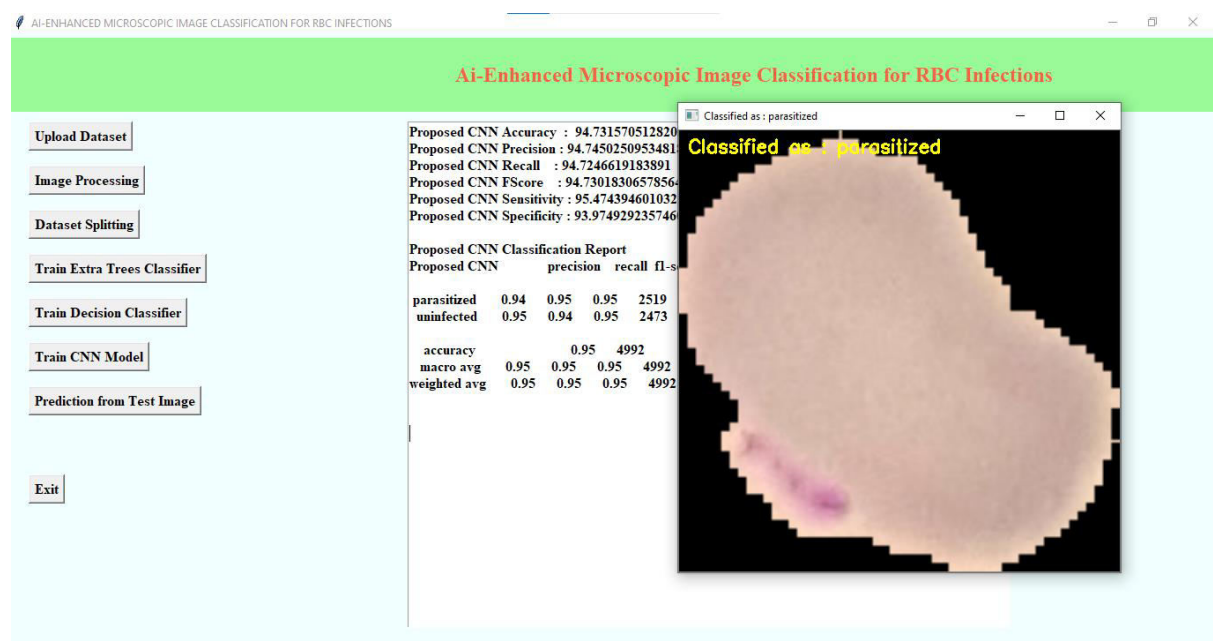 AI-ENHANCED MICROSCOPIC IMAGE CLASSIFICATION FOR RBC INFECTIONS
Ai-Enhanced Microscopic Image Classification for RBC Infections
Upload Dataset
Image Processing
Dataset Splitting
Train Extra Trees Classifier
Train Decision Classifier
Train CNN Model
Prediction from Test Image
Exit
Proposed CNN Accuracy : 94.731570512820
Proposed CNN Precision : 94.7450250953481
Proposed CNN Recall : 94.7246619183891
Proposed CNN FScore : 94.7301830657856
Proposed CNN Sensitivity : 95.474394601032
Proposed CNN Specificity : 93.974929235746
Proposed CNN Classification Report
Proposed CNN precision recall f1-s
parasitized 0.94 0.95 0.95 2519
uninfected 0.95 0.94 0.95 2473
accuracy 0.95 4992
macro avg 0.95 0.95 0.95 4992
weighted avg 0.95 0.95 0.95 4992
Classified as : parasitized
Classified as : parasitized